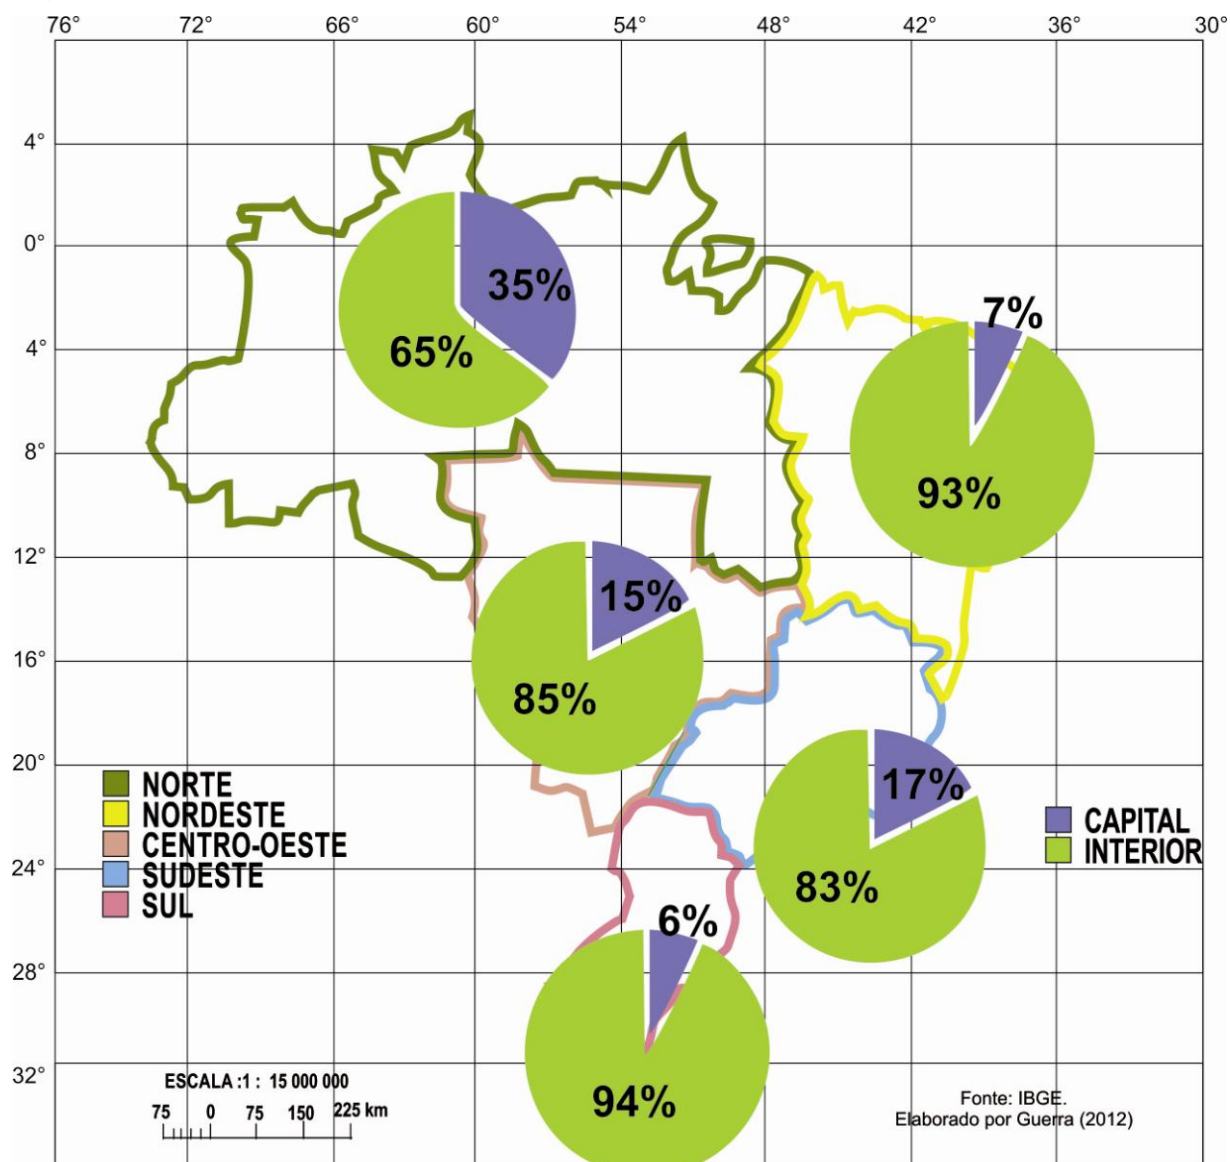 76° 72° 66° 60° 54° 48° 42° 36° 30°
4°
0°
4°
8°
12°
16°
20°
24°
28°
32°
35%
65%
7%
93%
15%
85%
17%
83%
6%
94%
NORTE
NORDESTE
CENTRO-OESTE
SUDESTE
SUL
CAPITAL
INTERIOR
ESCALA :1 : 15 000 000
75 0 75 150 225 km
Fonte: IBGE.
Elaborado por Guerra (2012)